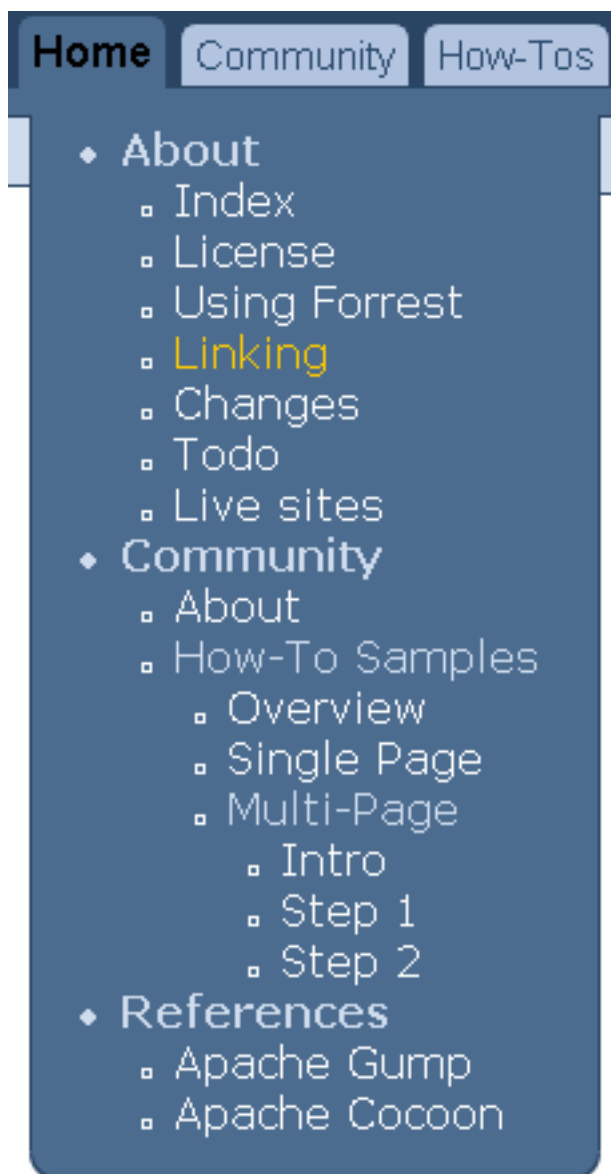 Home Community How-Tos
About
Index
License
Using Forrest
Linking
Changes
Todo
Live sites
Community
About
How-To Samples
Overview
Single Page
Multi-Page
Intro
Step 1
Step 2
References
Apache Gump
Apache Cocoon